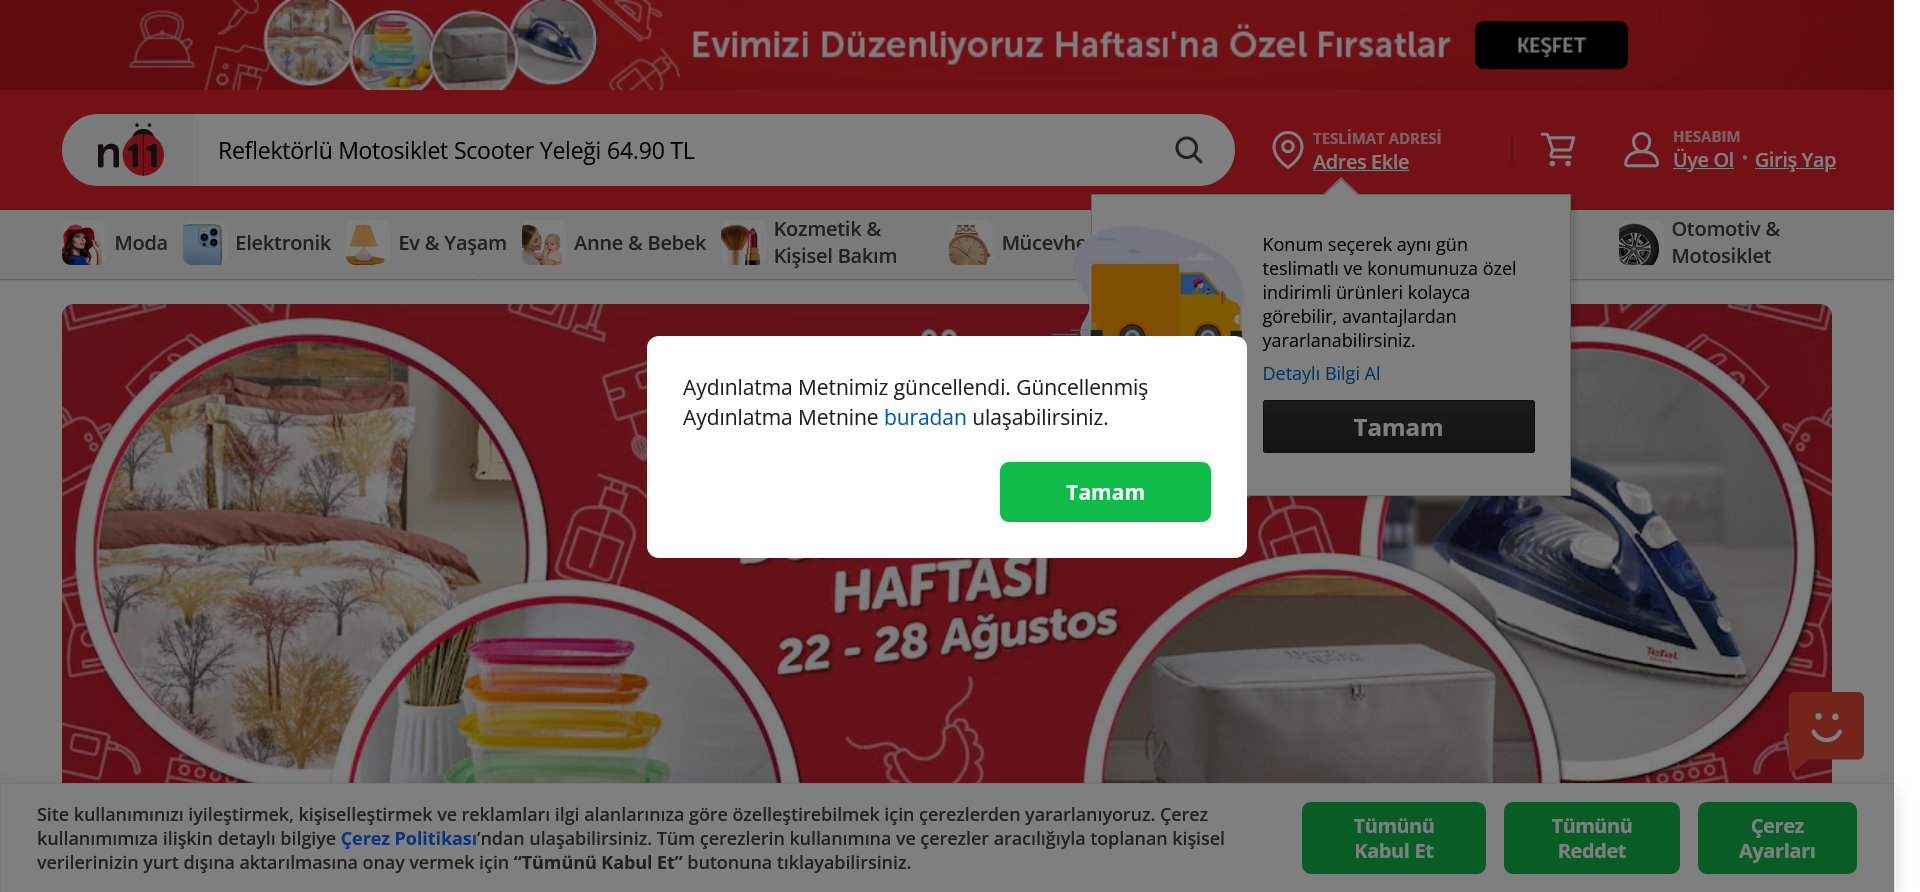 Evimizi Düzenliyoruz Haftası'na Özel Fırsatlar
KEŞFET
n11
Reflektörlü Motosiklet Scooter Yeleği 64.90 TL
TESLİMAT ADRESİ
Adres Ekle
HESABIM
Üye Ol • Giriş Yap
Moda
Elektronik
Ev & Yaşam
Anne & Bebek
Kozmetik &
Kişisel Bakım
Mücevhe
Otomotiv &
Motosiklet
Konum seçerek aynı gün
teslimatlı ve konumunuza özel
indirimli ürünleri kolayca
görebilir, avantajlardan
yararlanabilirsiniz.
Detaylı Bilgi Al
Tamam
Aydınlatma Metnimiz güncellendi. Güncellenmiş
Aydınlatma Metnine buradan ulaşabilirsiniz.
Tamam
HAFTASI
22 - 28 Ağustos
Tefal
Site kullanımınızı iyileştirmek, kişiselleştirmek ve reklamları ilgi alanlarınıza göre özelleştirebilmek için çerezlerden yararlanıyoruz. Çerez
kullanımımıza ilişkin detaylı bilgiye Çerez Politikası’ndan ulaşabilirsiniz. Tüm çerezlerin kullanımına ve çerezler aracılığıyla toplanan kişisel
verilerinizin yurt dışına aktarılmasına onay vermek için “Tümünü Kabul Et” butonuna tıklayabilirsiniz.
Tümünü
Kabul Et
Tümünü
Reddet
Çerez
Ayarları